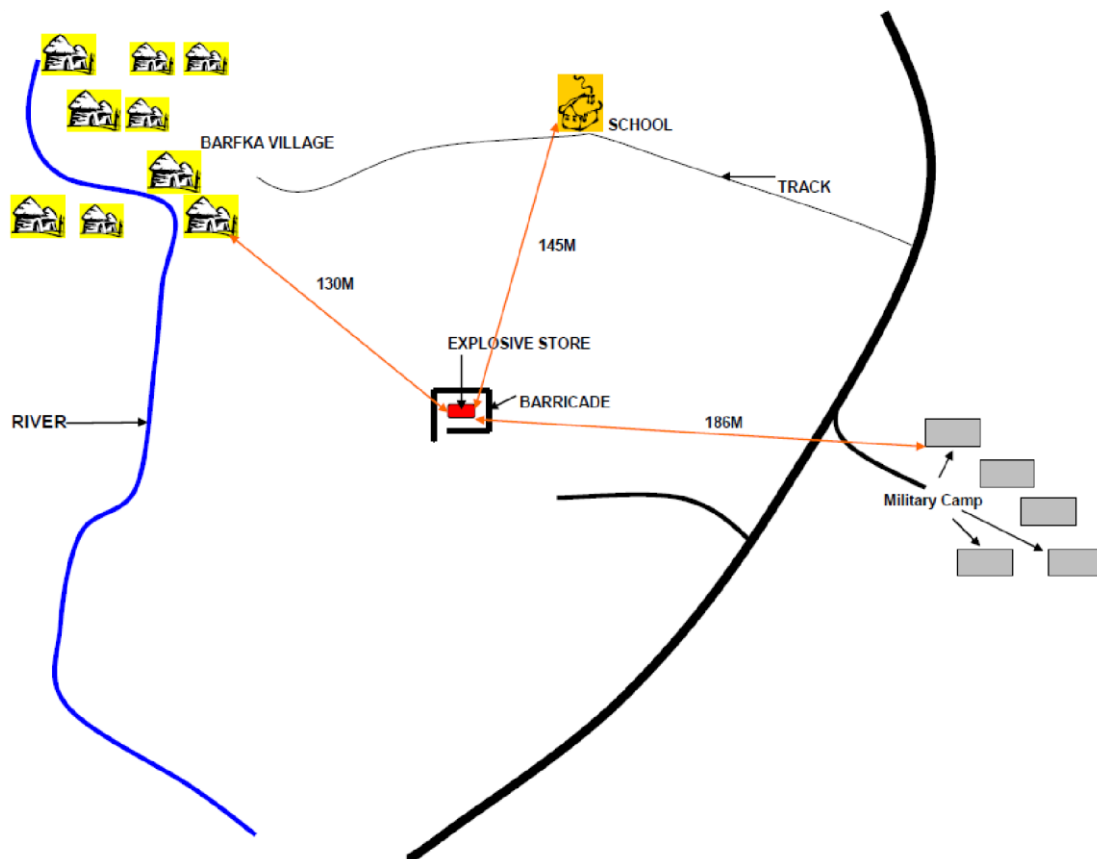 SCHOOL
BARFKA VILLAGE
TRACK
145M
130M
EXPLOSIVE STORE
BARRICADE
RIVER
186M
Military Camp